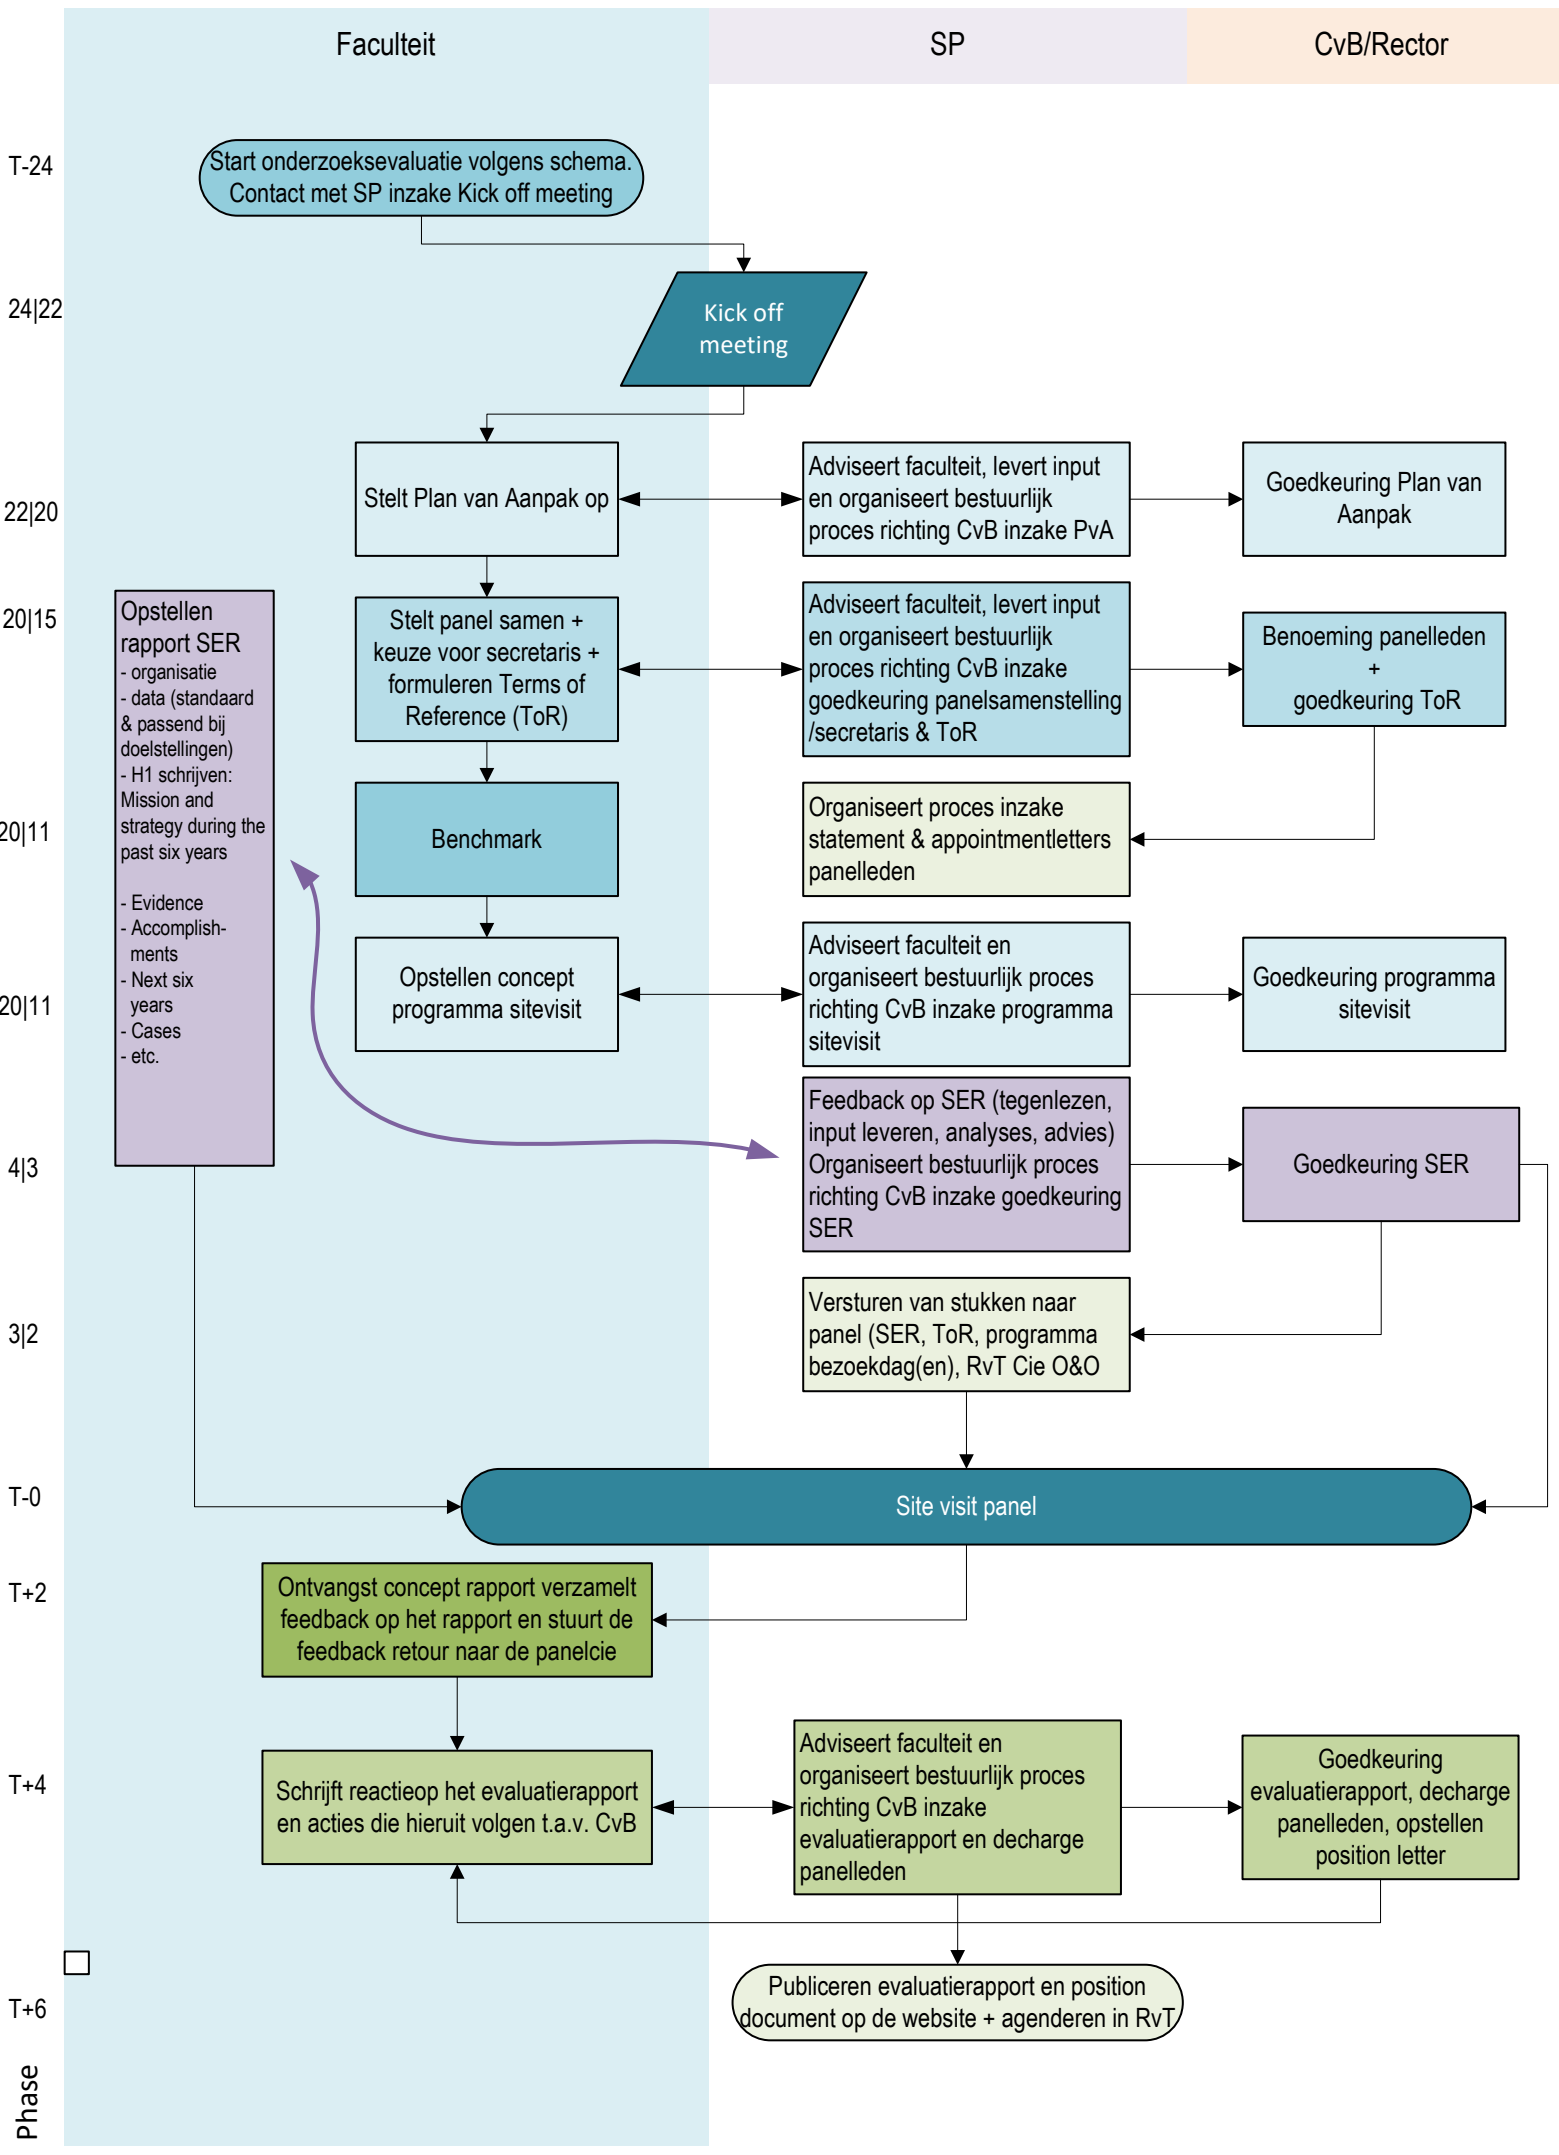 Faculteit
SP
CvB/Rector
T-24
Start onderzoeksevaluatie volgens schema.
Contact met SP inzake Kick off meeting
24|22
Kick off
meeting
22|20
Stelt Plan van Aanpak op
Adviseert faculteit, levert input
en organiseert bestuurlijk
proces richting CvB inzake PvA
Goedkeuring Plan van
Aanpak
20|15
Opstellen
rapport SER
- organisatie
- data (standaard
& passend bij
doelstellingen)
- H1 schrijven:
Mission and
strategy during the
past six years
- Evidence
- Accomplish-
ments
- Next six
years
- Cases
- etc.
Stelt panel samen +
keuze voor secretaris +
formuleren Terms of
Reference (ToR)
Adviseert faculteit, levert input
en organiseert bestuurlijk
proces richting CvB inzake
goedkeuring panelsamenstelling
/secretaris & ToR
Benoeming panelleden
+
goedkeuring ToR
20|11
Benchmark
Organiseert proces inzake
statement & appointmentletters
panelleden
20|11
Opstellen concept
programma sitevisit
Adviseert faculteit en
organiseert bestuurlijk proces
richting CvB inzake programma
sitevisit
Goedkeuring programma
sitevisit
4|3
Feedback op SER (tegenlezen,
input leveren, analyses, advies)
Organiseert bestuurlijk proces
richting CvB inzake goedkeuring
SER
Goedkeuring SER
3|2
Versturen van stukken naar
panel (SER, ToR, programma
bezoekdag(en), RvT Cie O&O
T-0
Site visit panel
T+2
Ontvangst concept rapport verzamelt
feedback op het rapport en stuurt de
feedback retour naar de panelcie
T+4
Schrijft reactieop het evaluatierapport
en acties die hieruit volgen t.a.v. CvB
Adviseert faculteit en
organiseert bestuurlijk proces
richting CvB inzake
evaluatierapport en decharge
panelleden
Goedkeuring
evaluatierapport, decharge
panelleden, opstellen
position letter
T+6
Publiceren evaluatierapport en position
document op de website + agenderen in RvT
Phase